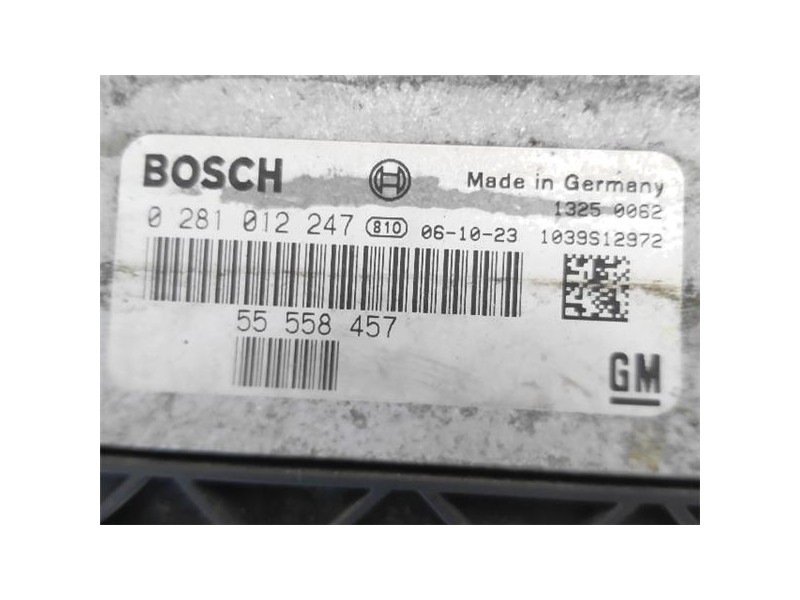 BOSCH Made in Germany
1325 0062
0 281 012 247 810 06-10-23 1039S12972
55 558 457
GM